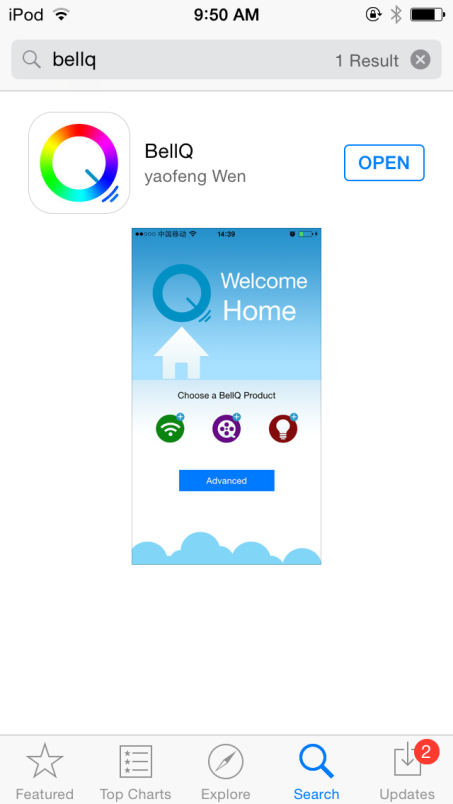 iPod 9:50 AM
bellq 1 Result
BellQ
yaofeng Wen
OPEN
中国移动 14:39
Welcome
Home
Choose a BellQ Product
Advanced
Featured Top Charts Explore Search Updates
2